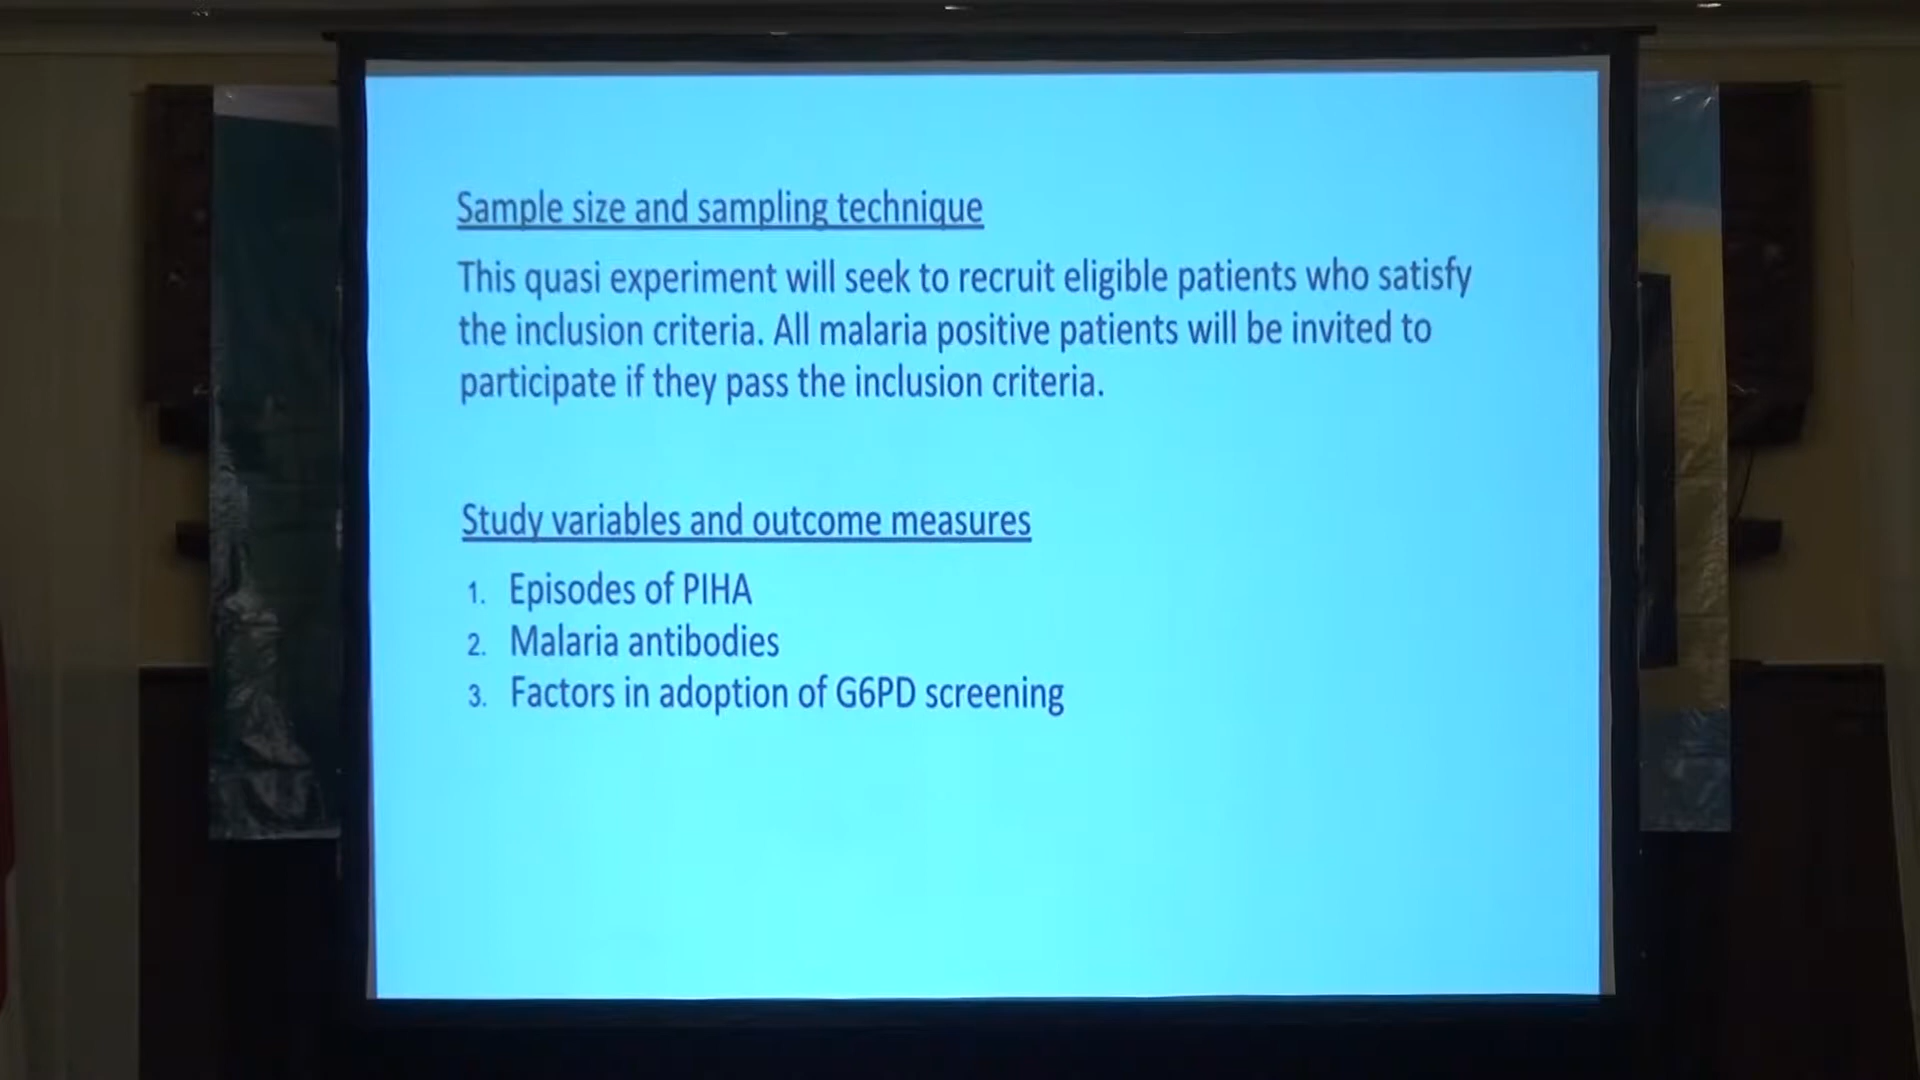 Sample size and sampling technique
This quasi experiment will seek to recruit eligible patients who satisfy
the inclusion criteria. All malaria positive patients will be invited to
participate if they pass the inclusion criteria.
Study variables and outcome measures
1. Episodes of PIHA
2. Malaria antibodies
3. Factors in adoption of G6PD screening